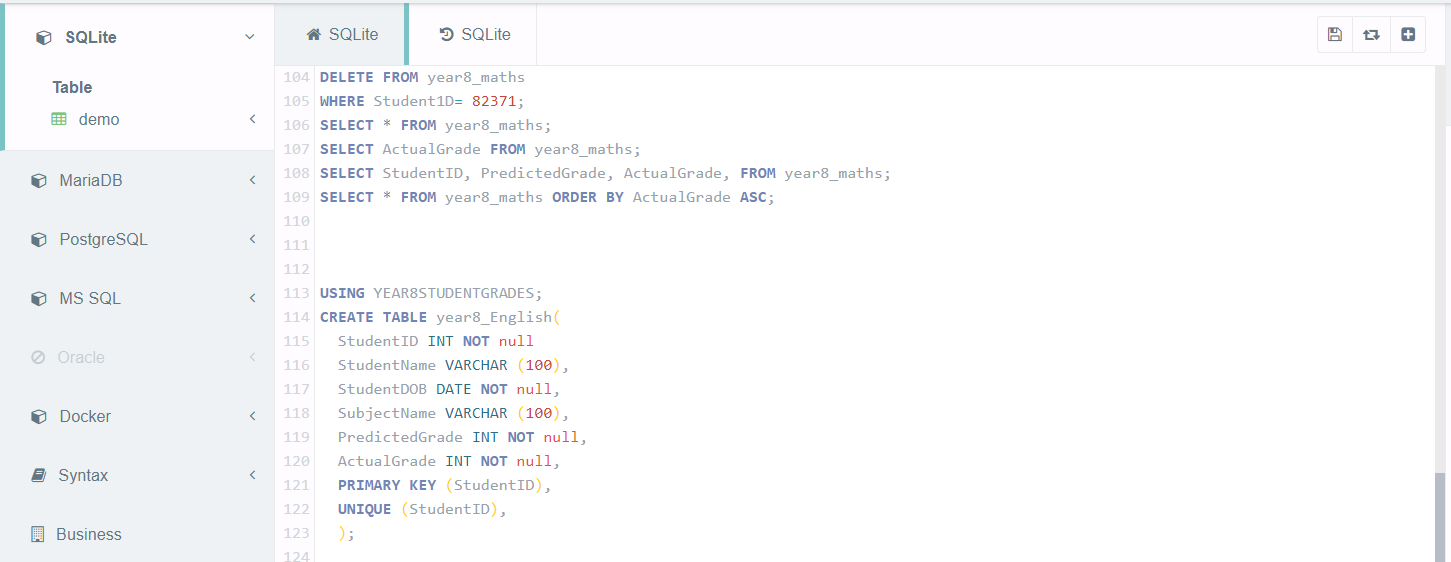 SQLite
Table
demo
MariaDB
PostgreSQL
MS SQL
Oracle
Docker
Syntax
Business
SQLite
SQLite
104 DELETE FROM year8_maths
105 WHERE Student1D= 82371;
106 SELECT * FROM year8_maths;
107 SELECT ActualGrade FROM year8_maths;
108 SELECT StudentID, PredictedGrade, ActualGrade, FROM year8_maths;
109 SELECT * FROM year8_maths ORDER BY ActualGrade ASC;
110
111
112
113 USING YEAR8STUDENTGRADES;
114 CREATE TABLE year8_English(
115 StudentID INT NOT null
116 StudentName VARCHAR (100),
117 StudentDOB DATE NOT null,
118 SubjectName VARCHAR (100),
119 PredictedGrade INT NOT null,
120 ActualGrade INT NOT null,
121 PRIMARY KEY (StudentID),
122 UNIQUE (StudentID),
123 );
124